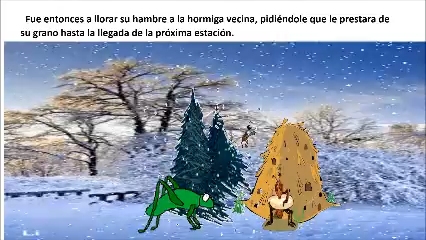 Fue entonces a llorar su hambre a la hormiga vecina, pidiéndole que le prestara de
su grano hasta la llegada de la próxima estación.